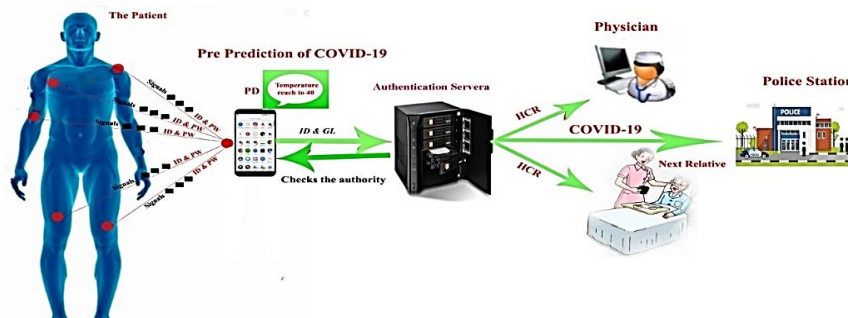 The Patient
Pre Prediction of COVID-19
PD
Temperature
reach to 40
Signals
ID & PW
Signals
ID & PW
Signals
ID & PW
Signals
ID & PW
Signals
ID & PW
ID & GL
Checks the authority
Authentication Servera
HCR
COVID-19
HCR
Physician
Next Relative
Police Station
POLICE